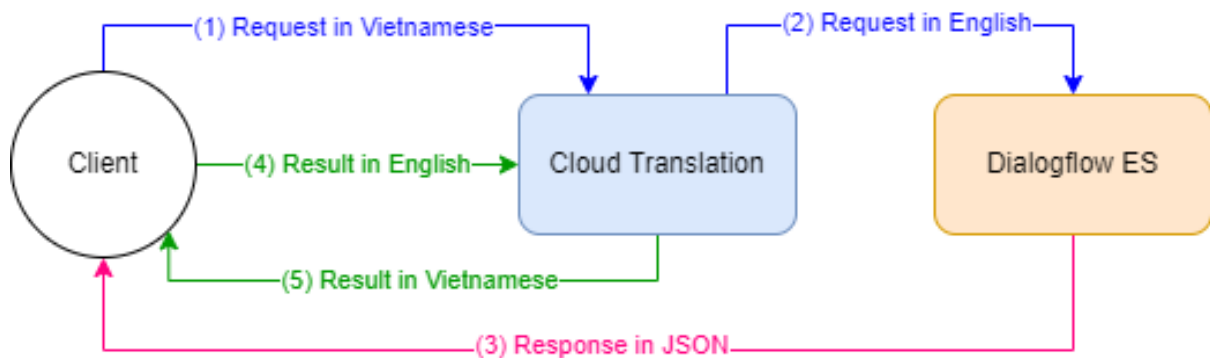 (1) Request in Vietnamese
(2) Request in English
Client
(4) Result in English
Cloud Translation
Dialogflow ES
(5) Result in Vietnamese
(3) Response in JSON